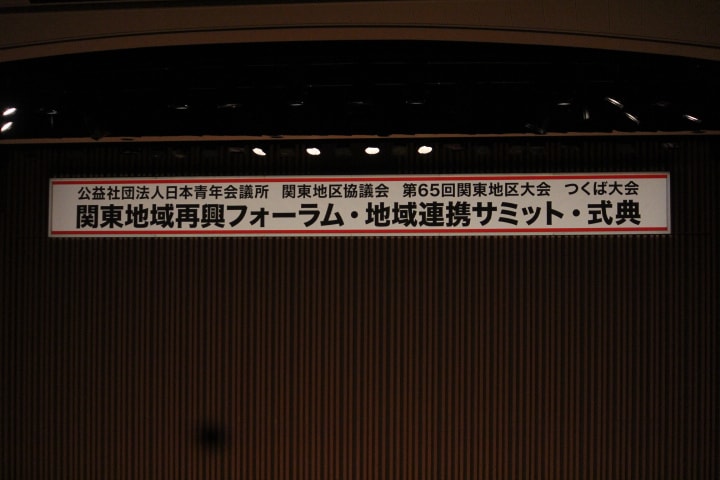 公益社団法人日本青年会議所 関東地区協議会 第65回関東地区大会 つくば大会
関東地域再興フォーラム・地域連携サミット・式典